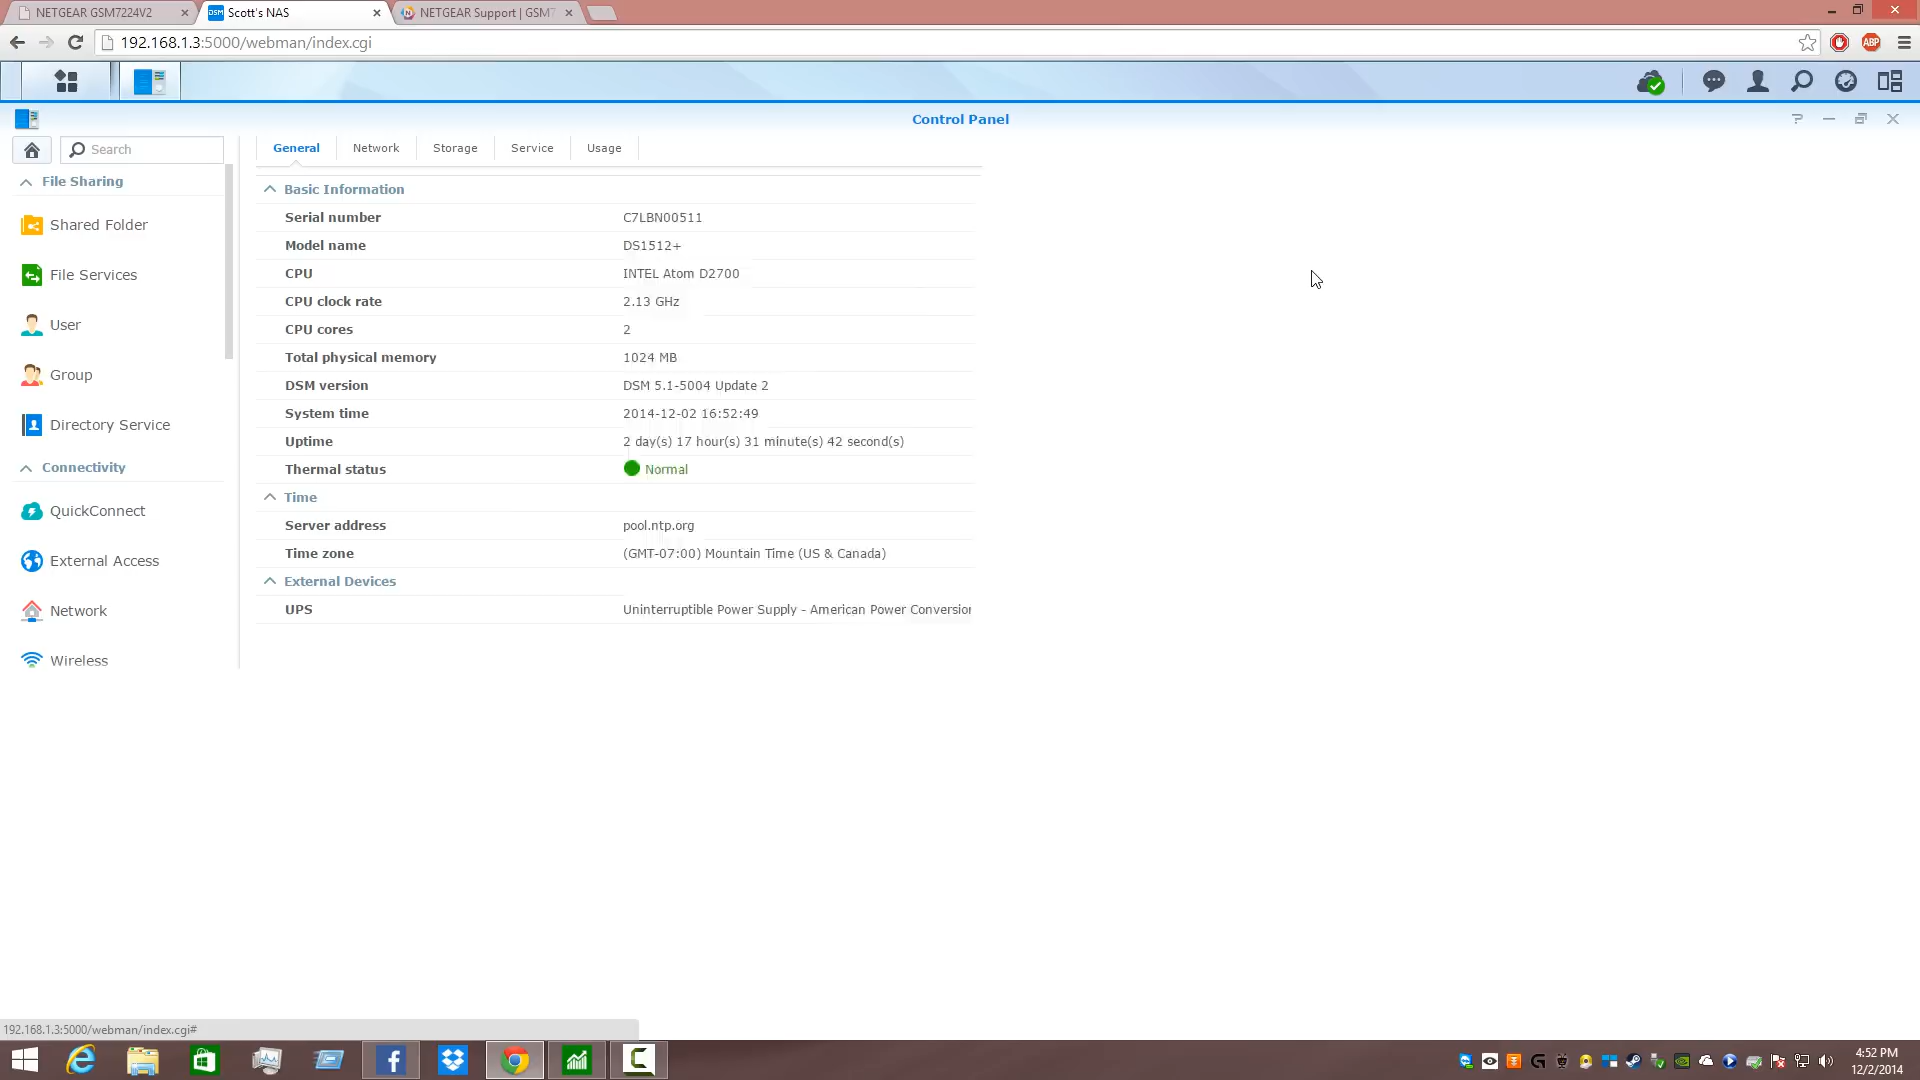 NETGEAR GSM7224V2
DSM Scott's NAS
NETGEAR Support | GSM7
192.168.1.3:5000/webman/index.cgi
ABP
Control Panel
Search
General Network Storage Service Usage
File Sharing
Shared Folder
File Services
User
Group
Directory Service
Connectivity
QuickConnect
External Access
Network
Wireless
Basic Information
Serial number C7LBN00511
Model name DS1512+
CPU INTEL Atom D2700
CPU clock rate 2.13 GHz
CPU cores 2
Total physical memory 1024 MB
DSM version DSM 5.1-5004 Update 2
System time 2014-12-02 16:52:49
Uptime 2 day(s) 17 hour(s) 31 minute(s) 42 second(s)
Thermal status Normal
Time
Server address pool.ntp.org
Time zone (GMT-07:00) Mountain Time (US & Canada)
External Devices
UPS Uninterruptible Power Supply - American Power Conversion
192.168.1.3:5000/webman/index.cgi#
4:52 PM
12/2/2014